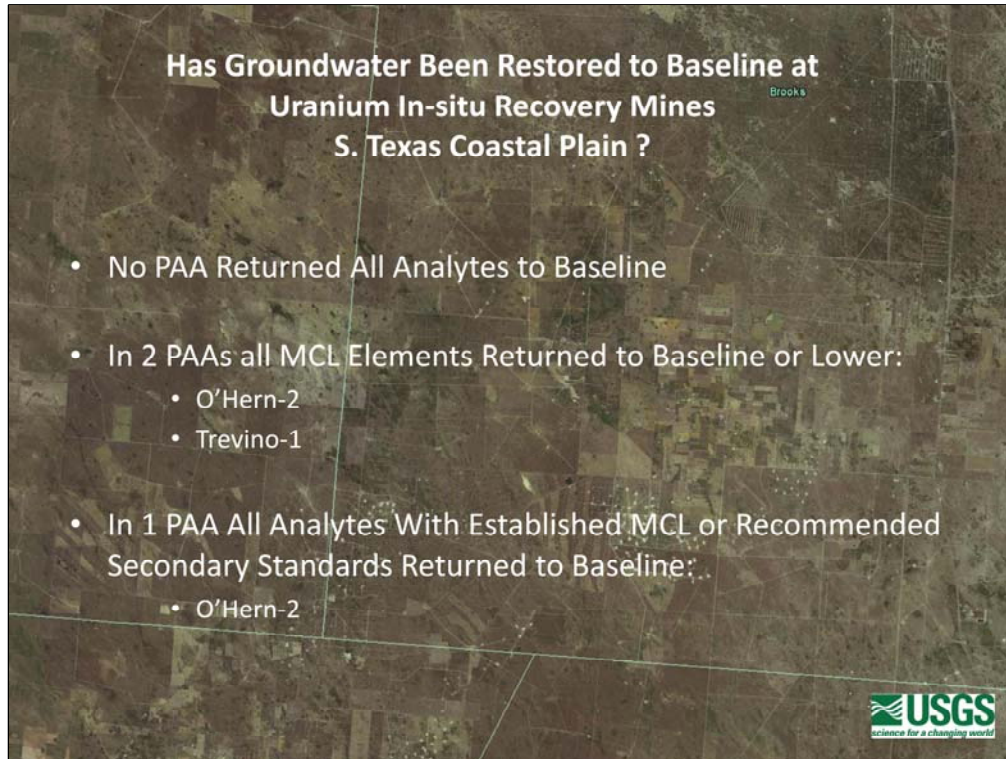 Has Groundwater Been Restored to Baseline at
Uranium In-situ Recovery Mines
Brooks
S. Texas Coastal Plain ?
• No PAA Returned All Analytes to Baseline
• In 2 PAAs all MCL Elements Returned to Baseline or Lower:
• O'Hern-2
• Trevino-1
• In 1 PAA All Analytes With Established MCL or Recommended
Secondary Standards Returned to Baseline:
• O'Hern-2
USGS
science for a changing world